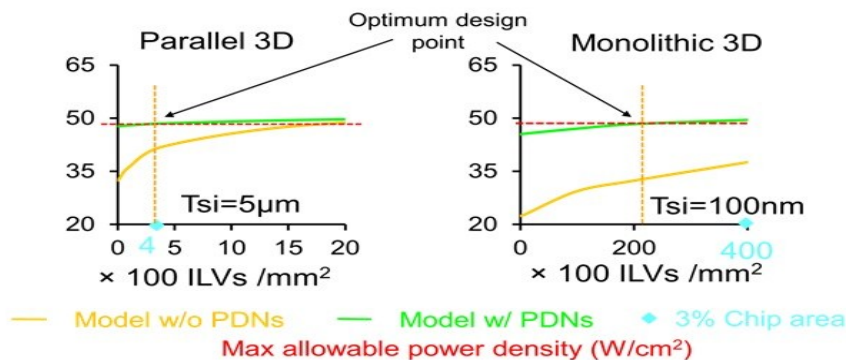 Optimum design
point
Parallel 3D
Monolithic 3D
65
50
35
20
Tsi=5μm
0
4
5
10
15
20
× 100 ILVs /mm²
65
50
35
20
Tsi=100nm
0
200
400
× 100 ILVs /mm²
Model w/o PDNs
Model w/ PDNs
3% Chip area
Max allowable power density (W/cm²)